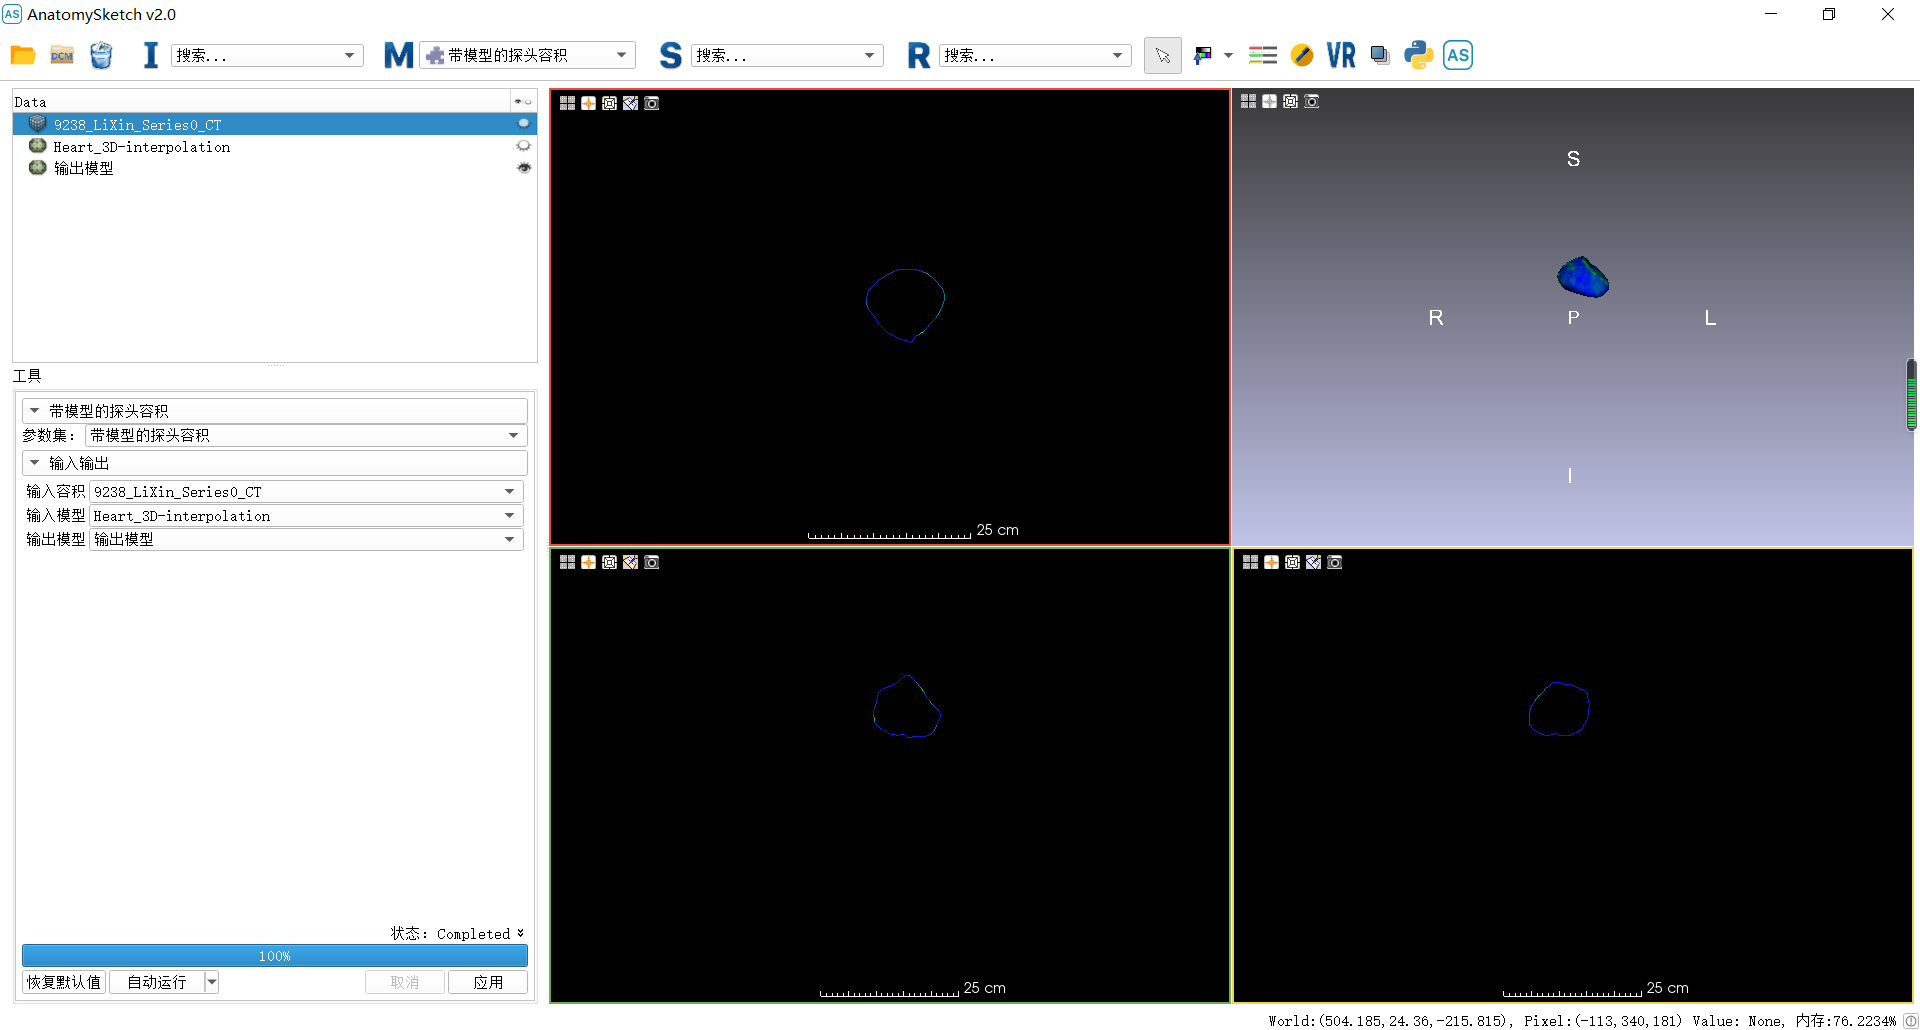 AS AnatomySketch v2.0
DCM I 搜索... M 带模型的探头容积 S 搜索... R 搜索... VR AS
Data
9238_LiXin_Series0_CT
Heart_3D-interpolation
输出模型
工具
带模型的探头容积
参数集: 带模型的探头容积
输入输出
输入容积 9238_LiXin_Series0_CT
输入模型 Heart_3D-interpolation
输出模型 输出模型
状态: Completed
100%
恢复默认值 自动运行 取消 应用
25 cm
S
R P L
I
25 cm
25 cm
World:(504.185,24.36,-215.815), Pixel:(-113,340,181) Value: None, 内存:76.2234%